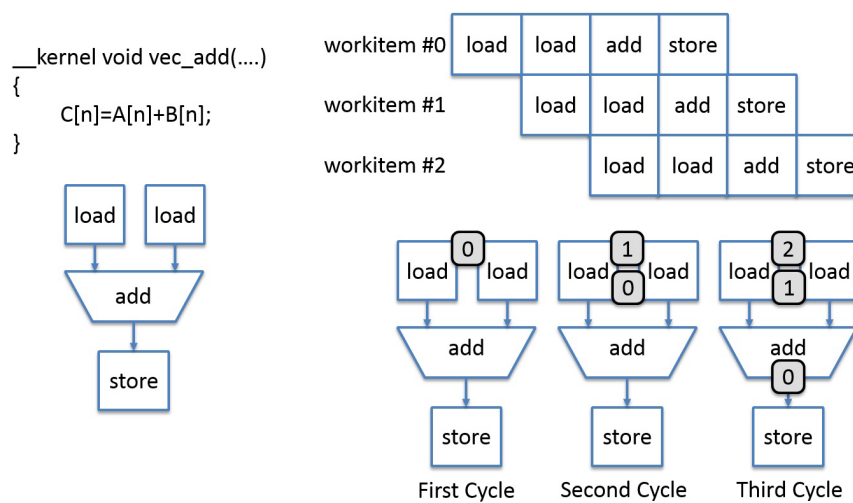 __kernel void vec_add(....)
{
C[n]=A[n]+B[n];
}
load load
add
store
workitem #0 load load add store
workitem #1 load load add store
workitem #2 load load add store
0
load load
add
store
First Cycle
1
load load
0
add
store
Second Cycle
2
load load
1
add
0
store
Third Cycle